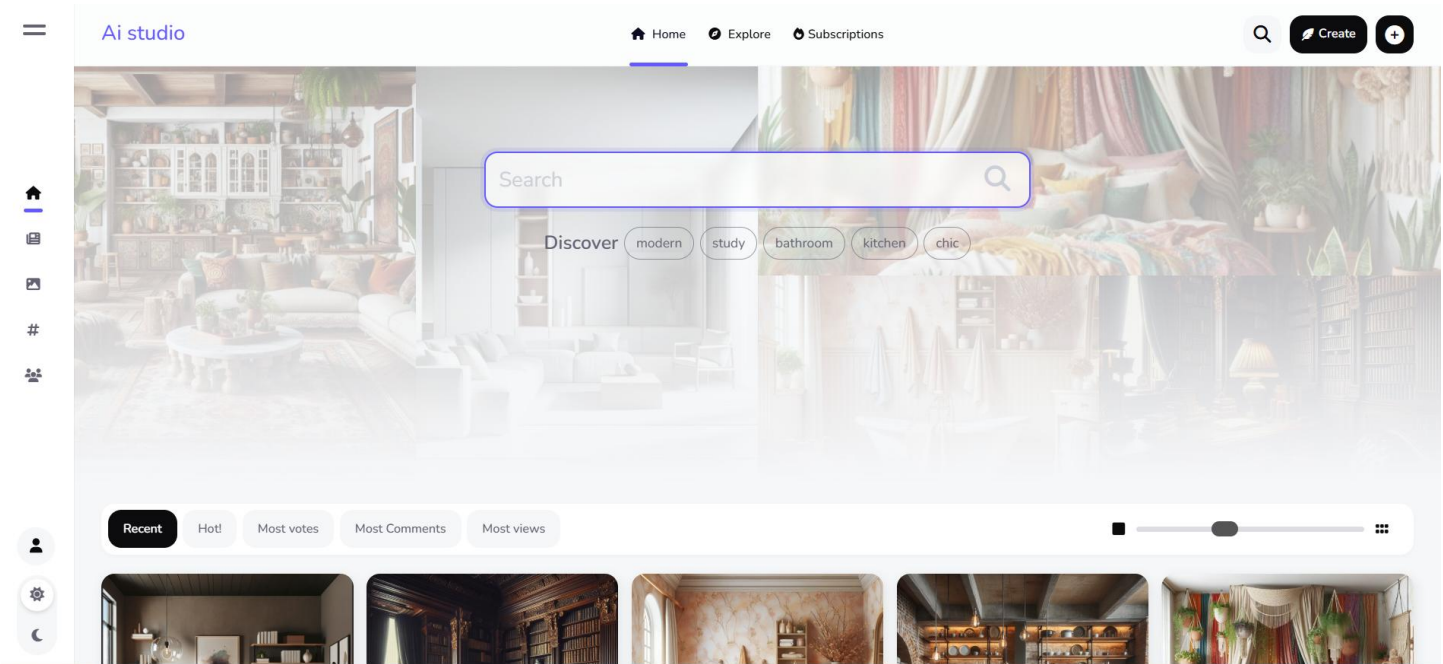 Ai studio
Home
Explore
Subscriptions
Create
Search
Discover
modern
study
bathroom
kitchen
chic
Recent
Hot!
Most votes
Most Comments
Most views